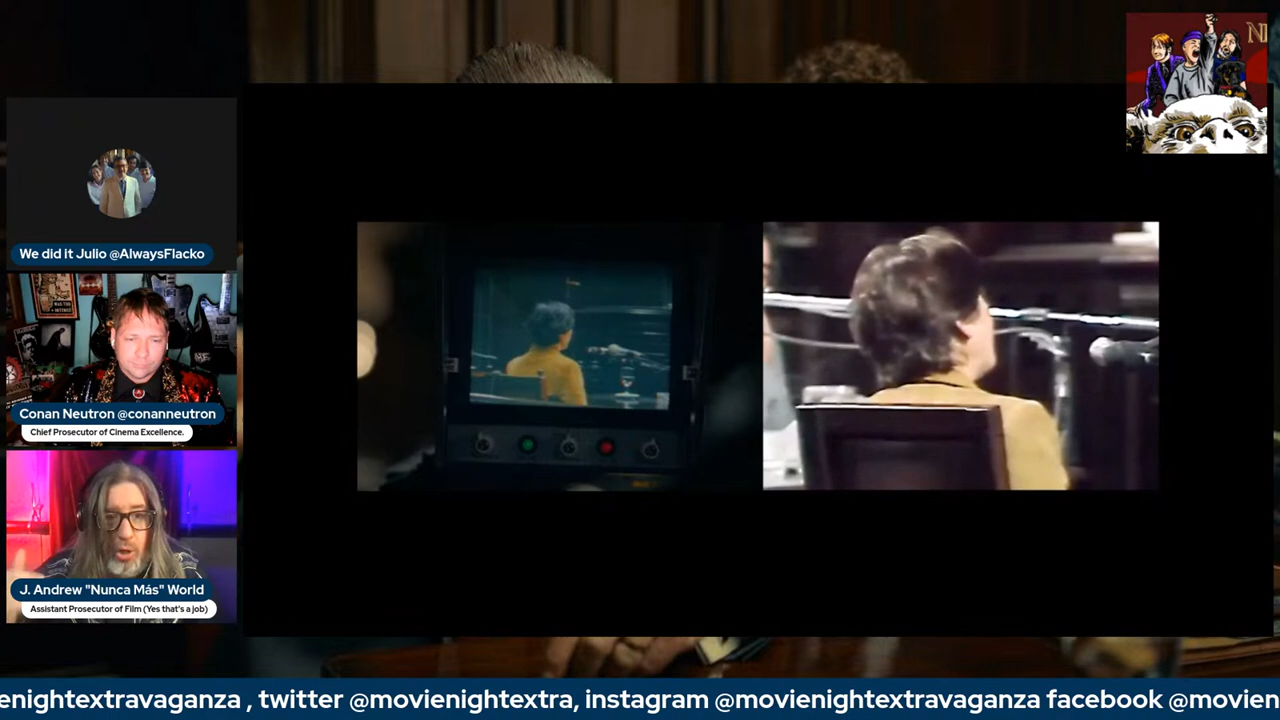 We did it Julio @AlwaysFlacko
Conan Neutron @conanneutron
Chief Prosecutor of Cinema Excellence.
J. Andrew "Nunca Más" World
Assistant Prosecutor of Film (Yes that's a job)
enightextravaganza , twitter @movienightextra, instagram @movienightextravaganza facebook @movien